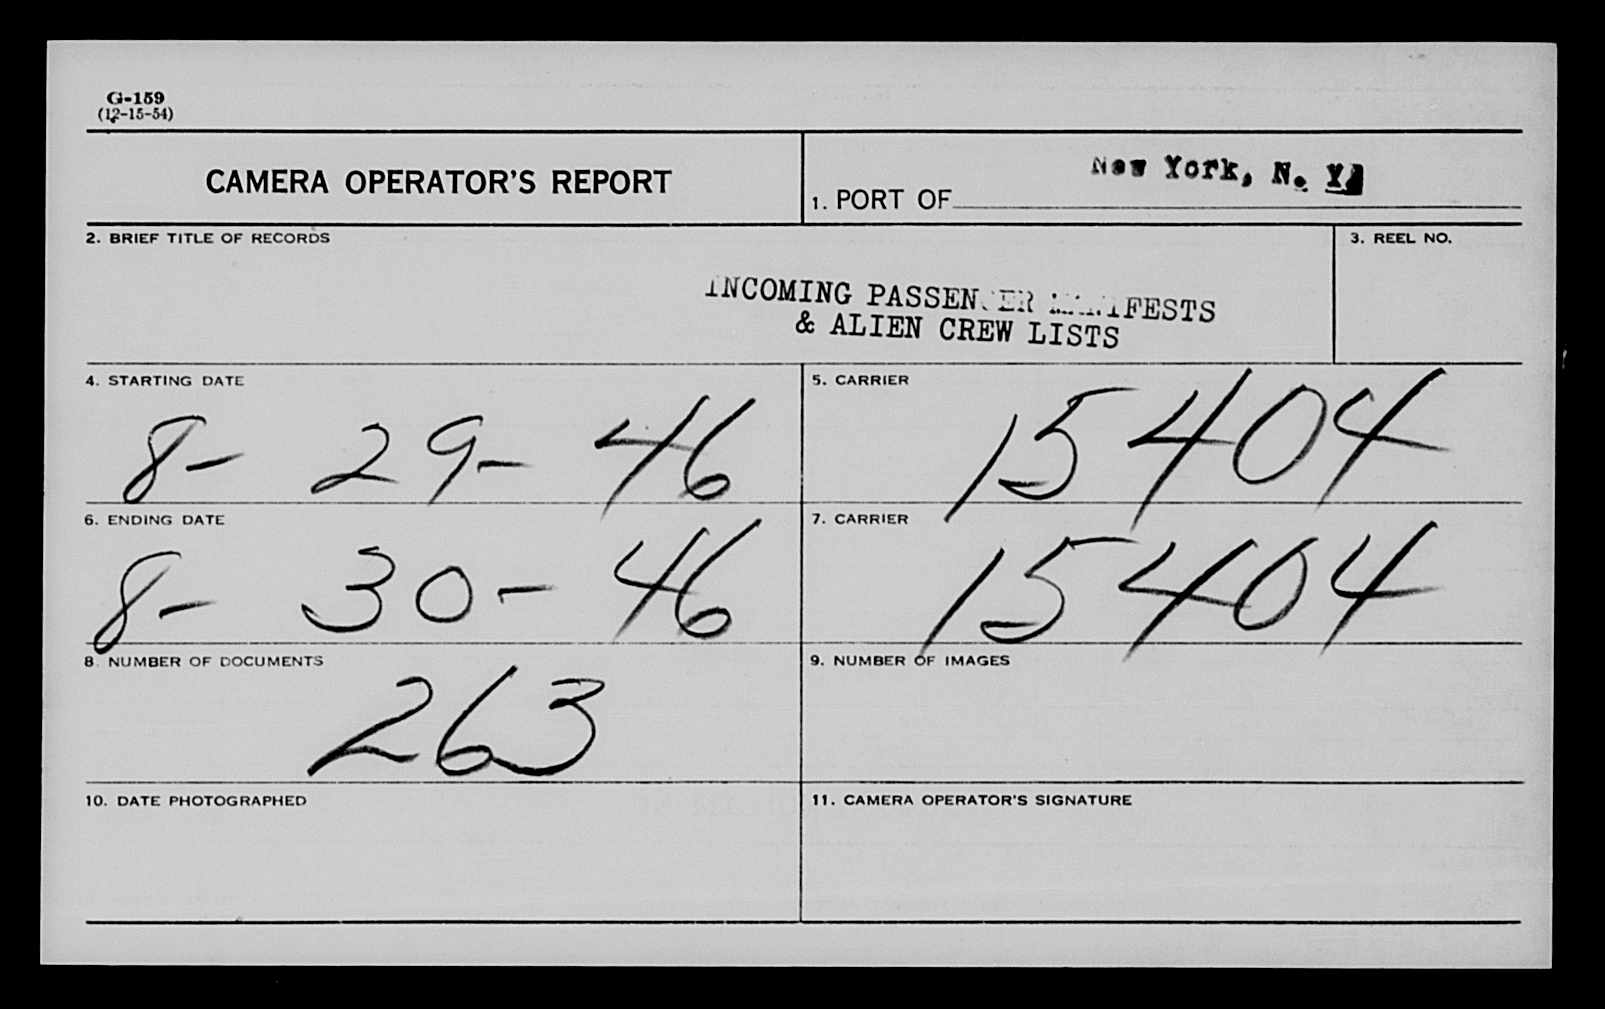 G-159
(12-15-54)
CAMERA OPERATOR'S REPORT
New York, N. Y.
1. PORT OF
2. BRIEF TITLE OF RECORDS
3. REEL NO.
INCOMING PASSENGER MANIFESTS
& ALIEN CREW LISTS
4. STARTING DATE
8- 29- 46
5. CARRIER
15404
6. ENDING DATE
8- 30- 46
7. CARRIER
15404
8. NUMBER OF DOCUMENTS
263
9. NUMBER OF IMAGES
10. DATE PHOTOGRAPHED
11. CAMERA OPERATOR'S SIGNATURE